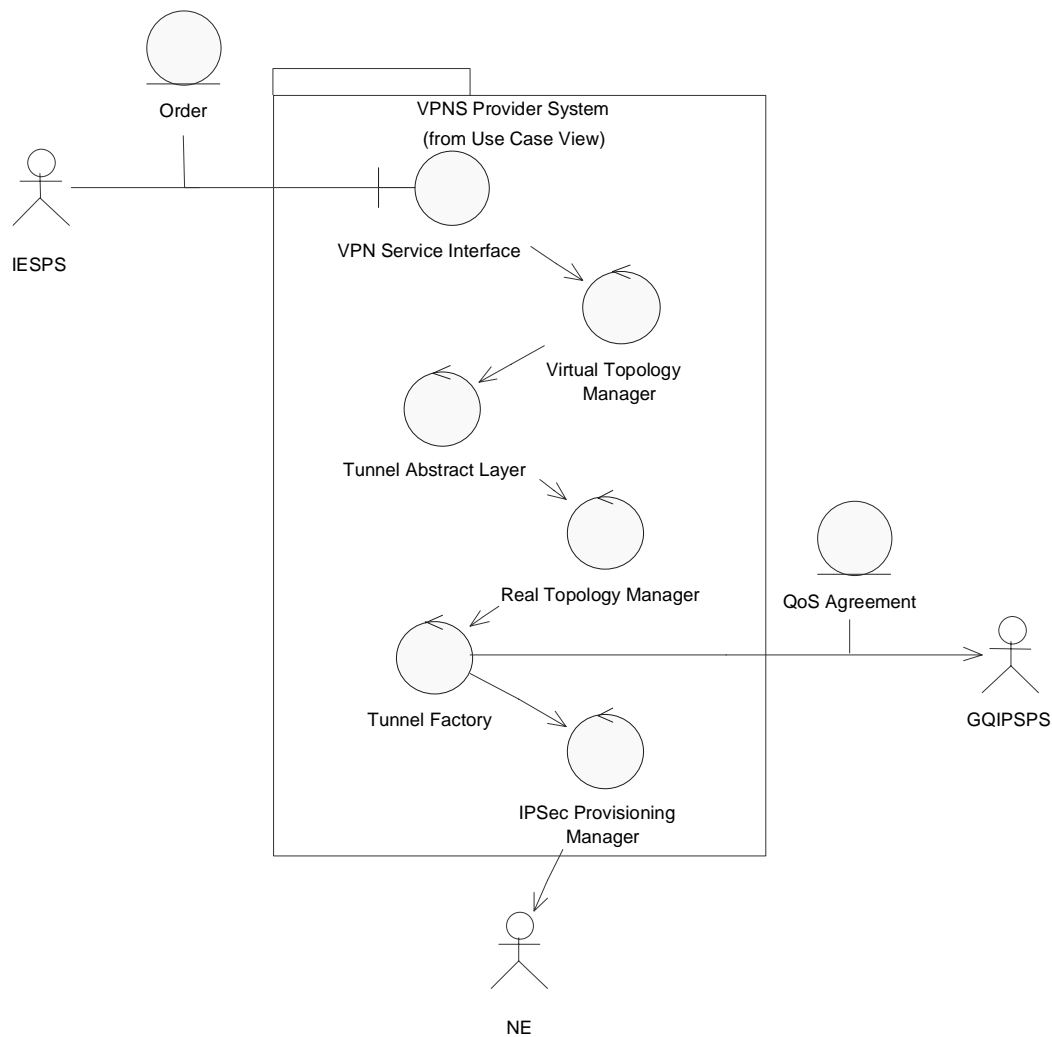 Order
VPNS Provider System
(from Use Case View)
IESPS
VPN Service Interface
Virtual Topology
Manager
Tunnel Abstract Layer
Real Topology Manager
QoS Agreement
Tunnel Factory
GQIPSPS
IPSec Provisioning
Manager
NE